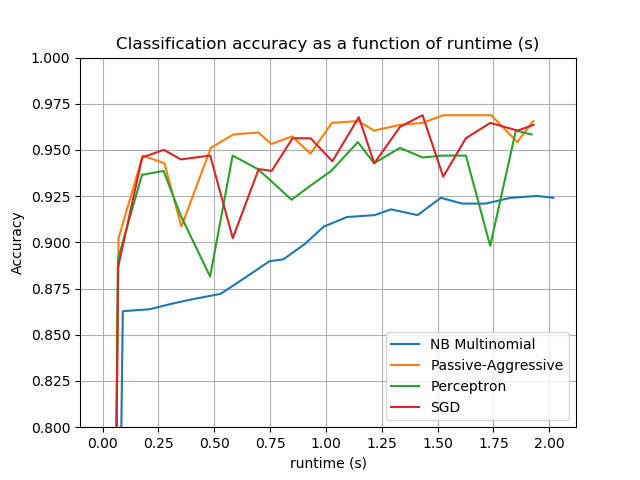 Classification accuracy as a function of runtime (s)
1.000
0.975
0.950
0.925
0.900
0.875
0.850
0.825
0.800
Accuracy
NB Multinomial
Passive-Aggressive
Perceptron
SGD
0.00 0.25 0.50 0.75 1.00 1.25 1.50 1.75 2.00
runtime (s)